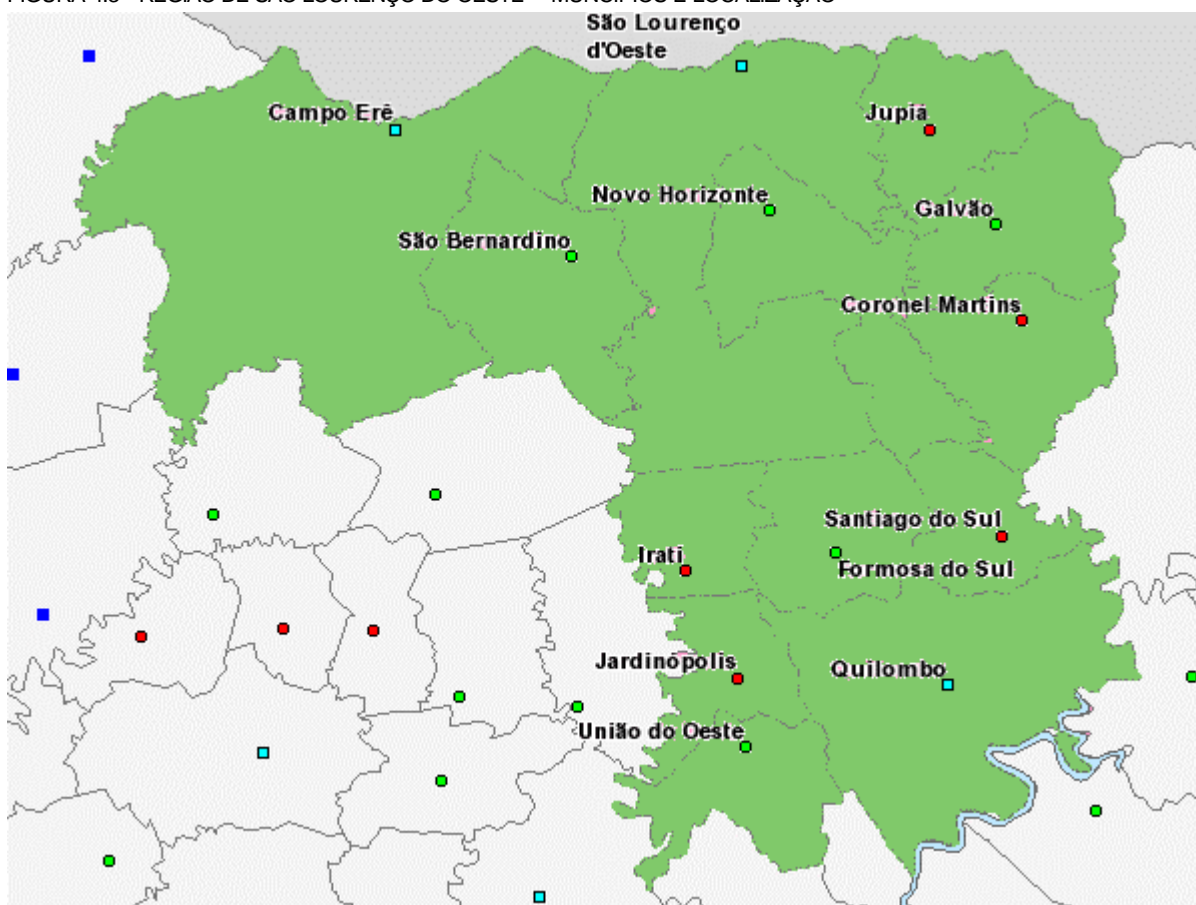 São Lourenço
d'Oeste
Campo Erê
Jupiá
Novo Horizonte
Galvão
São Bernardino
Coronel Martins
Santiago do Sul
Irati
Formosa do Sul
Jardinópolis
Quilombo
União do Oeste